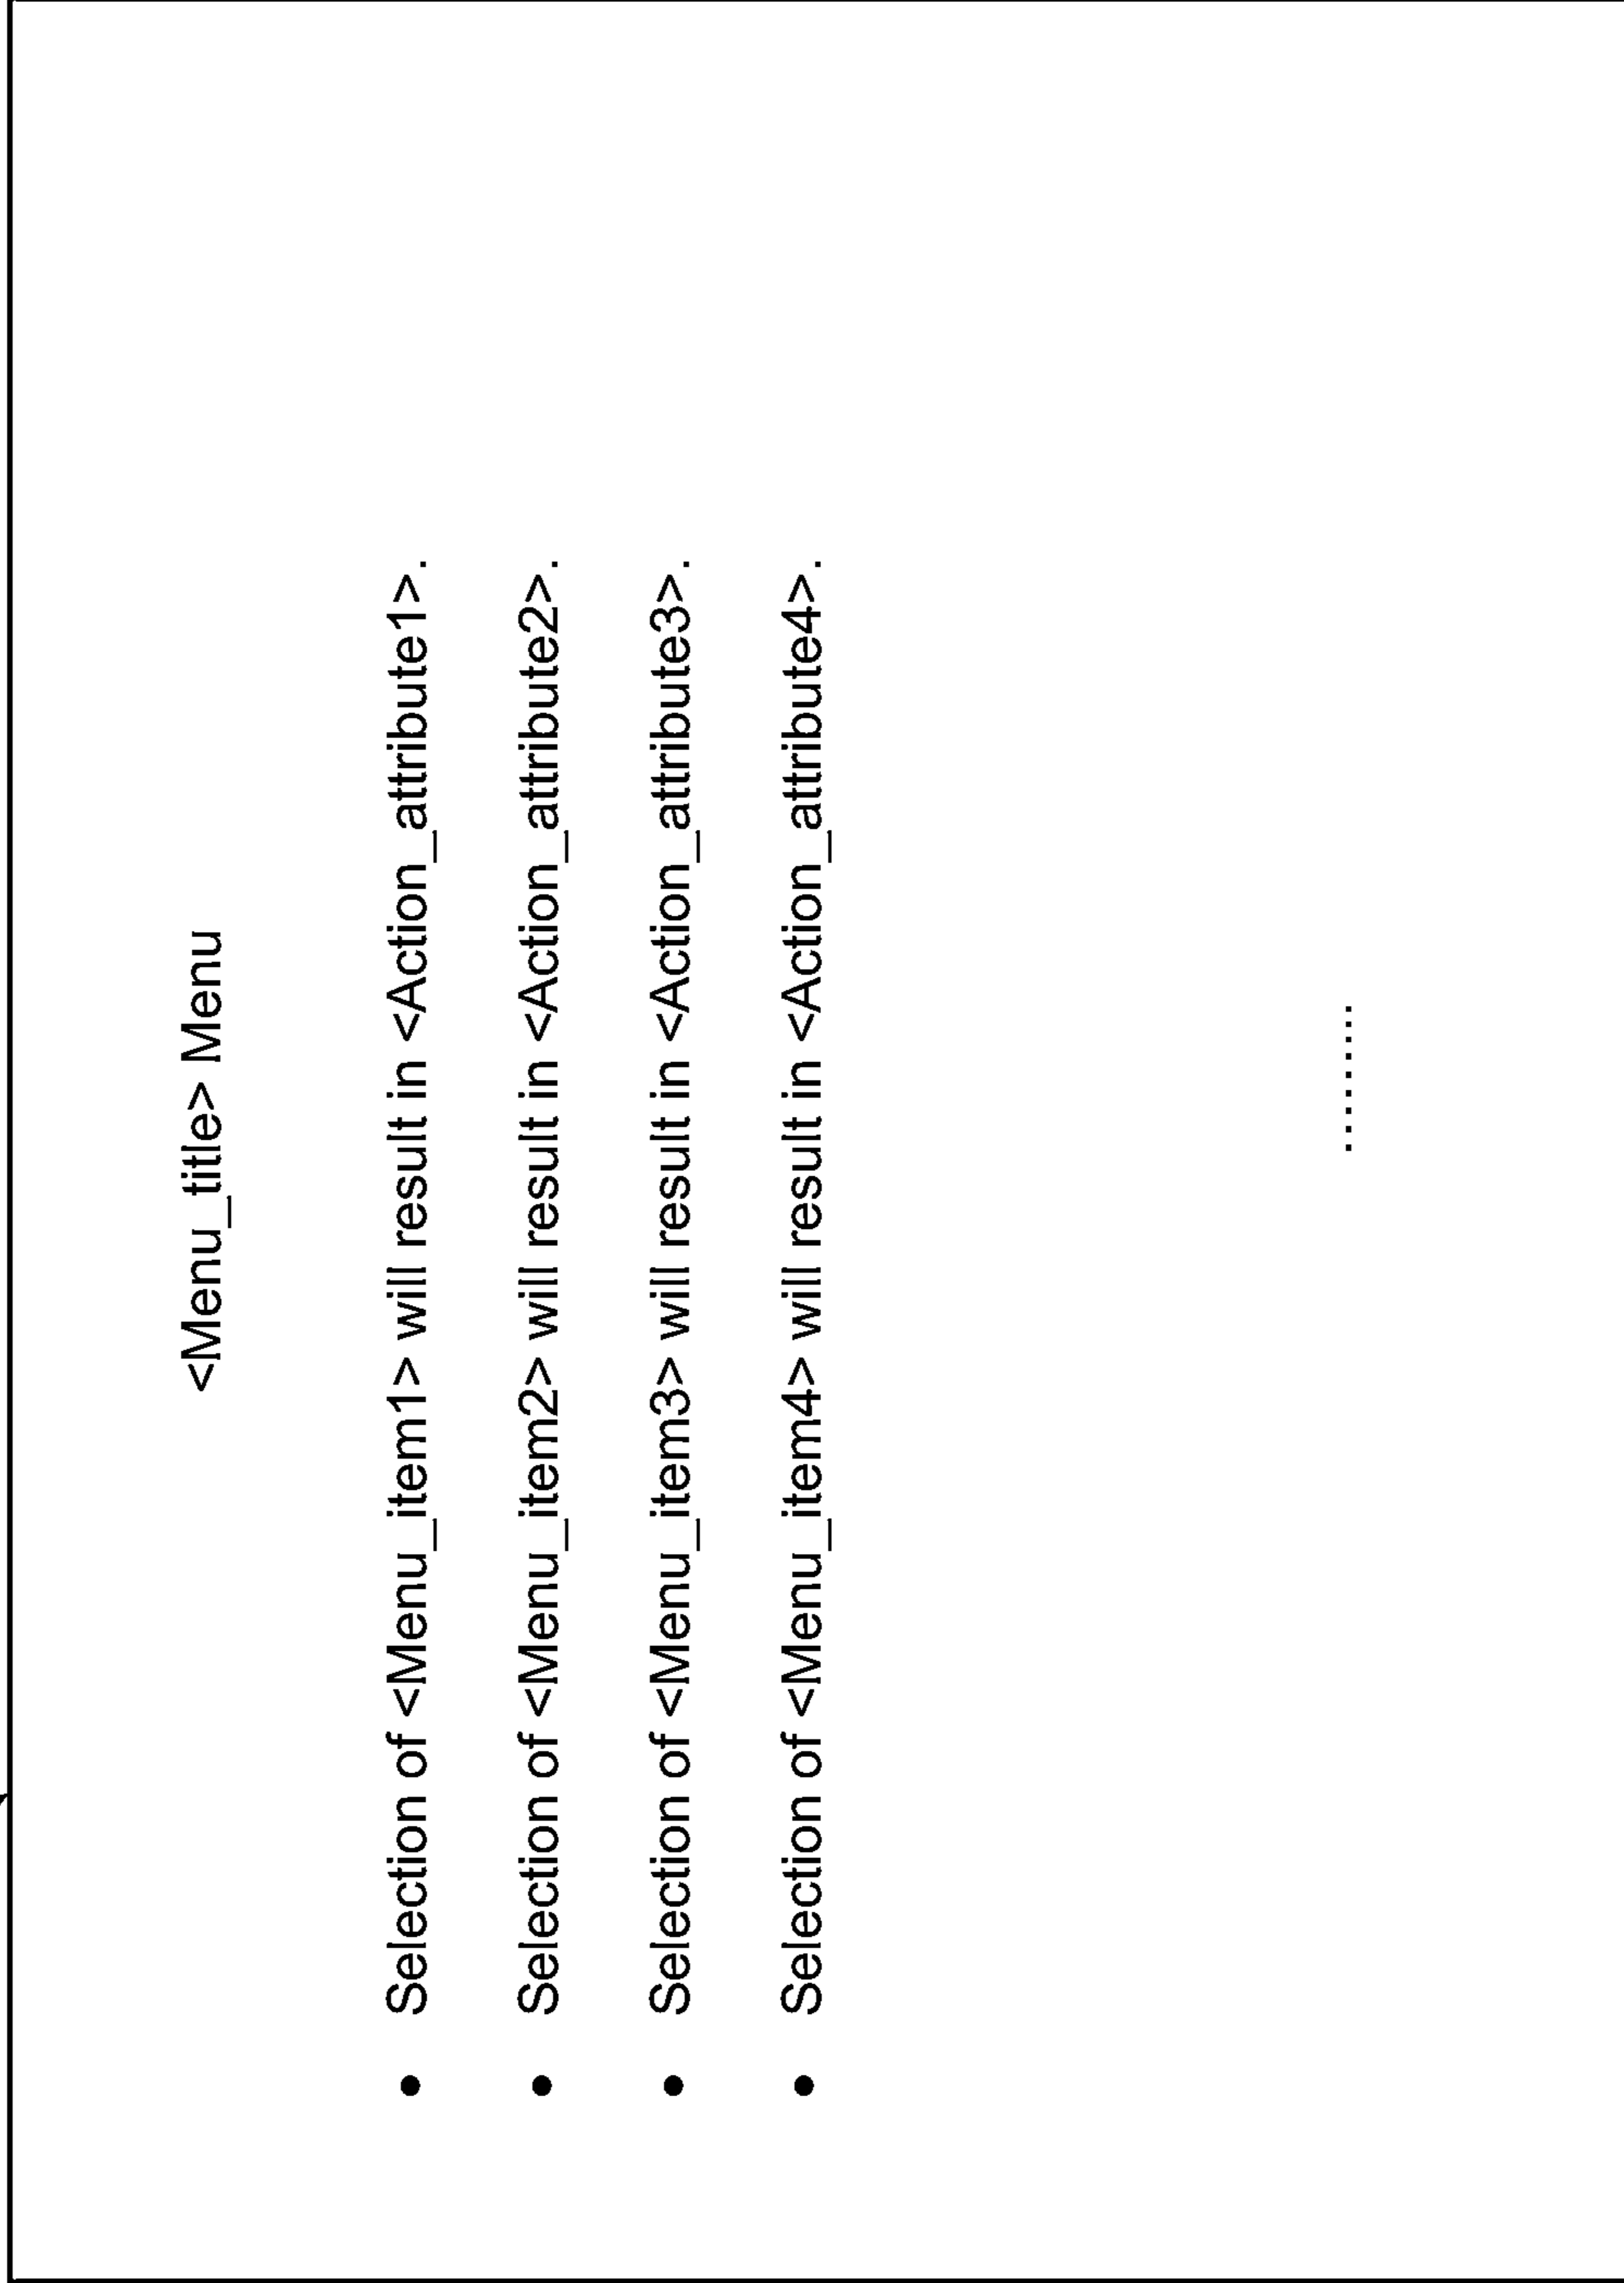 <Menu_title> Menu
• Selection of <Menu_item1> will result in <Action_attribute1>.
• Selection of <Menu_item2> will result in <Action_attribute2>.
• Selection of <Menu_item3> will result in <Action_attribute3>.
• Selection of <Menu_item4> will result in <Action_attribute4>.
.........